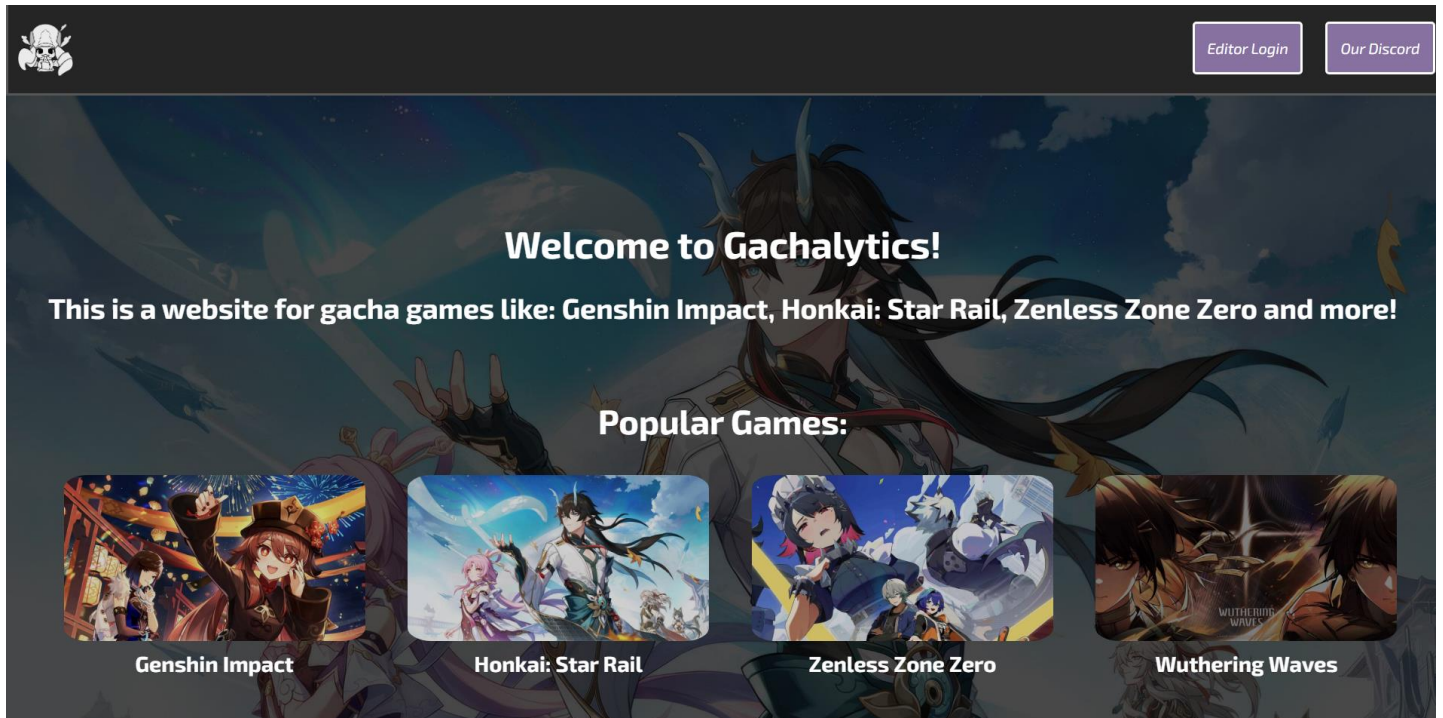 Editor Login
Our Discord
Welcome to Gachalytics!
This is a website for gacha games like: Genshin Impact, Honkai: Star Rail, Zenless Zone Zero and more!
Popular Games:
WUTHERING
WAVES
Genshin Impact
Honkai: Star Rail
Zenless Zone Zero
Wuthering Waves